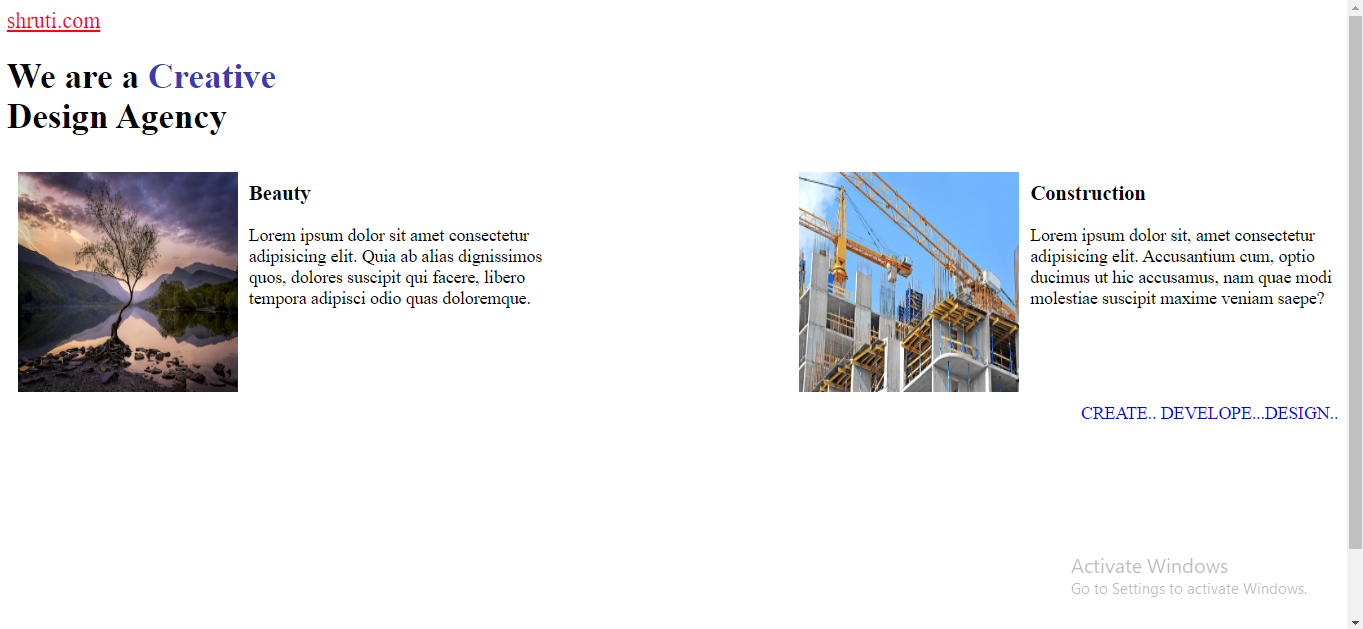 shruti.com
We are a Creative
Design Agency
Beauty
Lorem ipsum dolor sit amet consectetur
adipisicing elit. Quia ab alias dignissimos
quos, dolores suscipit qui facere, libero
tempora adipisci odio quas doloremque.
Construction
Lorem ipsum dolor sit, amet consectetur
adipisicing elit. Accusantium cum, optio
ducimus ut hic accusamus, nam quae modi
molestiae suscipit maxime veniam saepe?
CREATE.. DEVELOPE...DESIGN..
Activate Windows
Go to Settings to activate Windows.